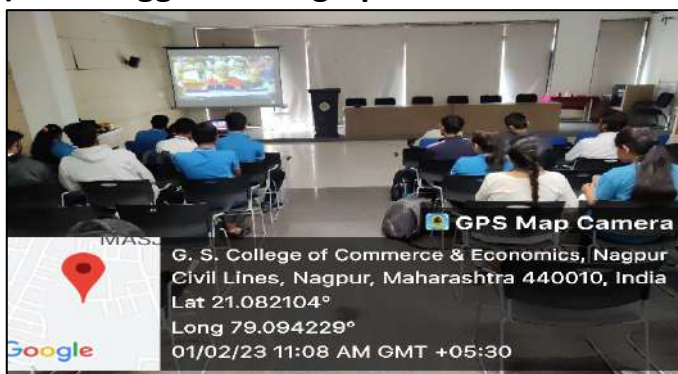 GPS Map Camera
MASJ
G. S. College of Commerce & Economics, Nagpur
Civil Lines, Nagpur, Maharashtra 440010, India
Lat 21.082104°
Long 79.094229°
01/02/23 11:08 AM GMT +05:30
Google